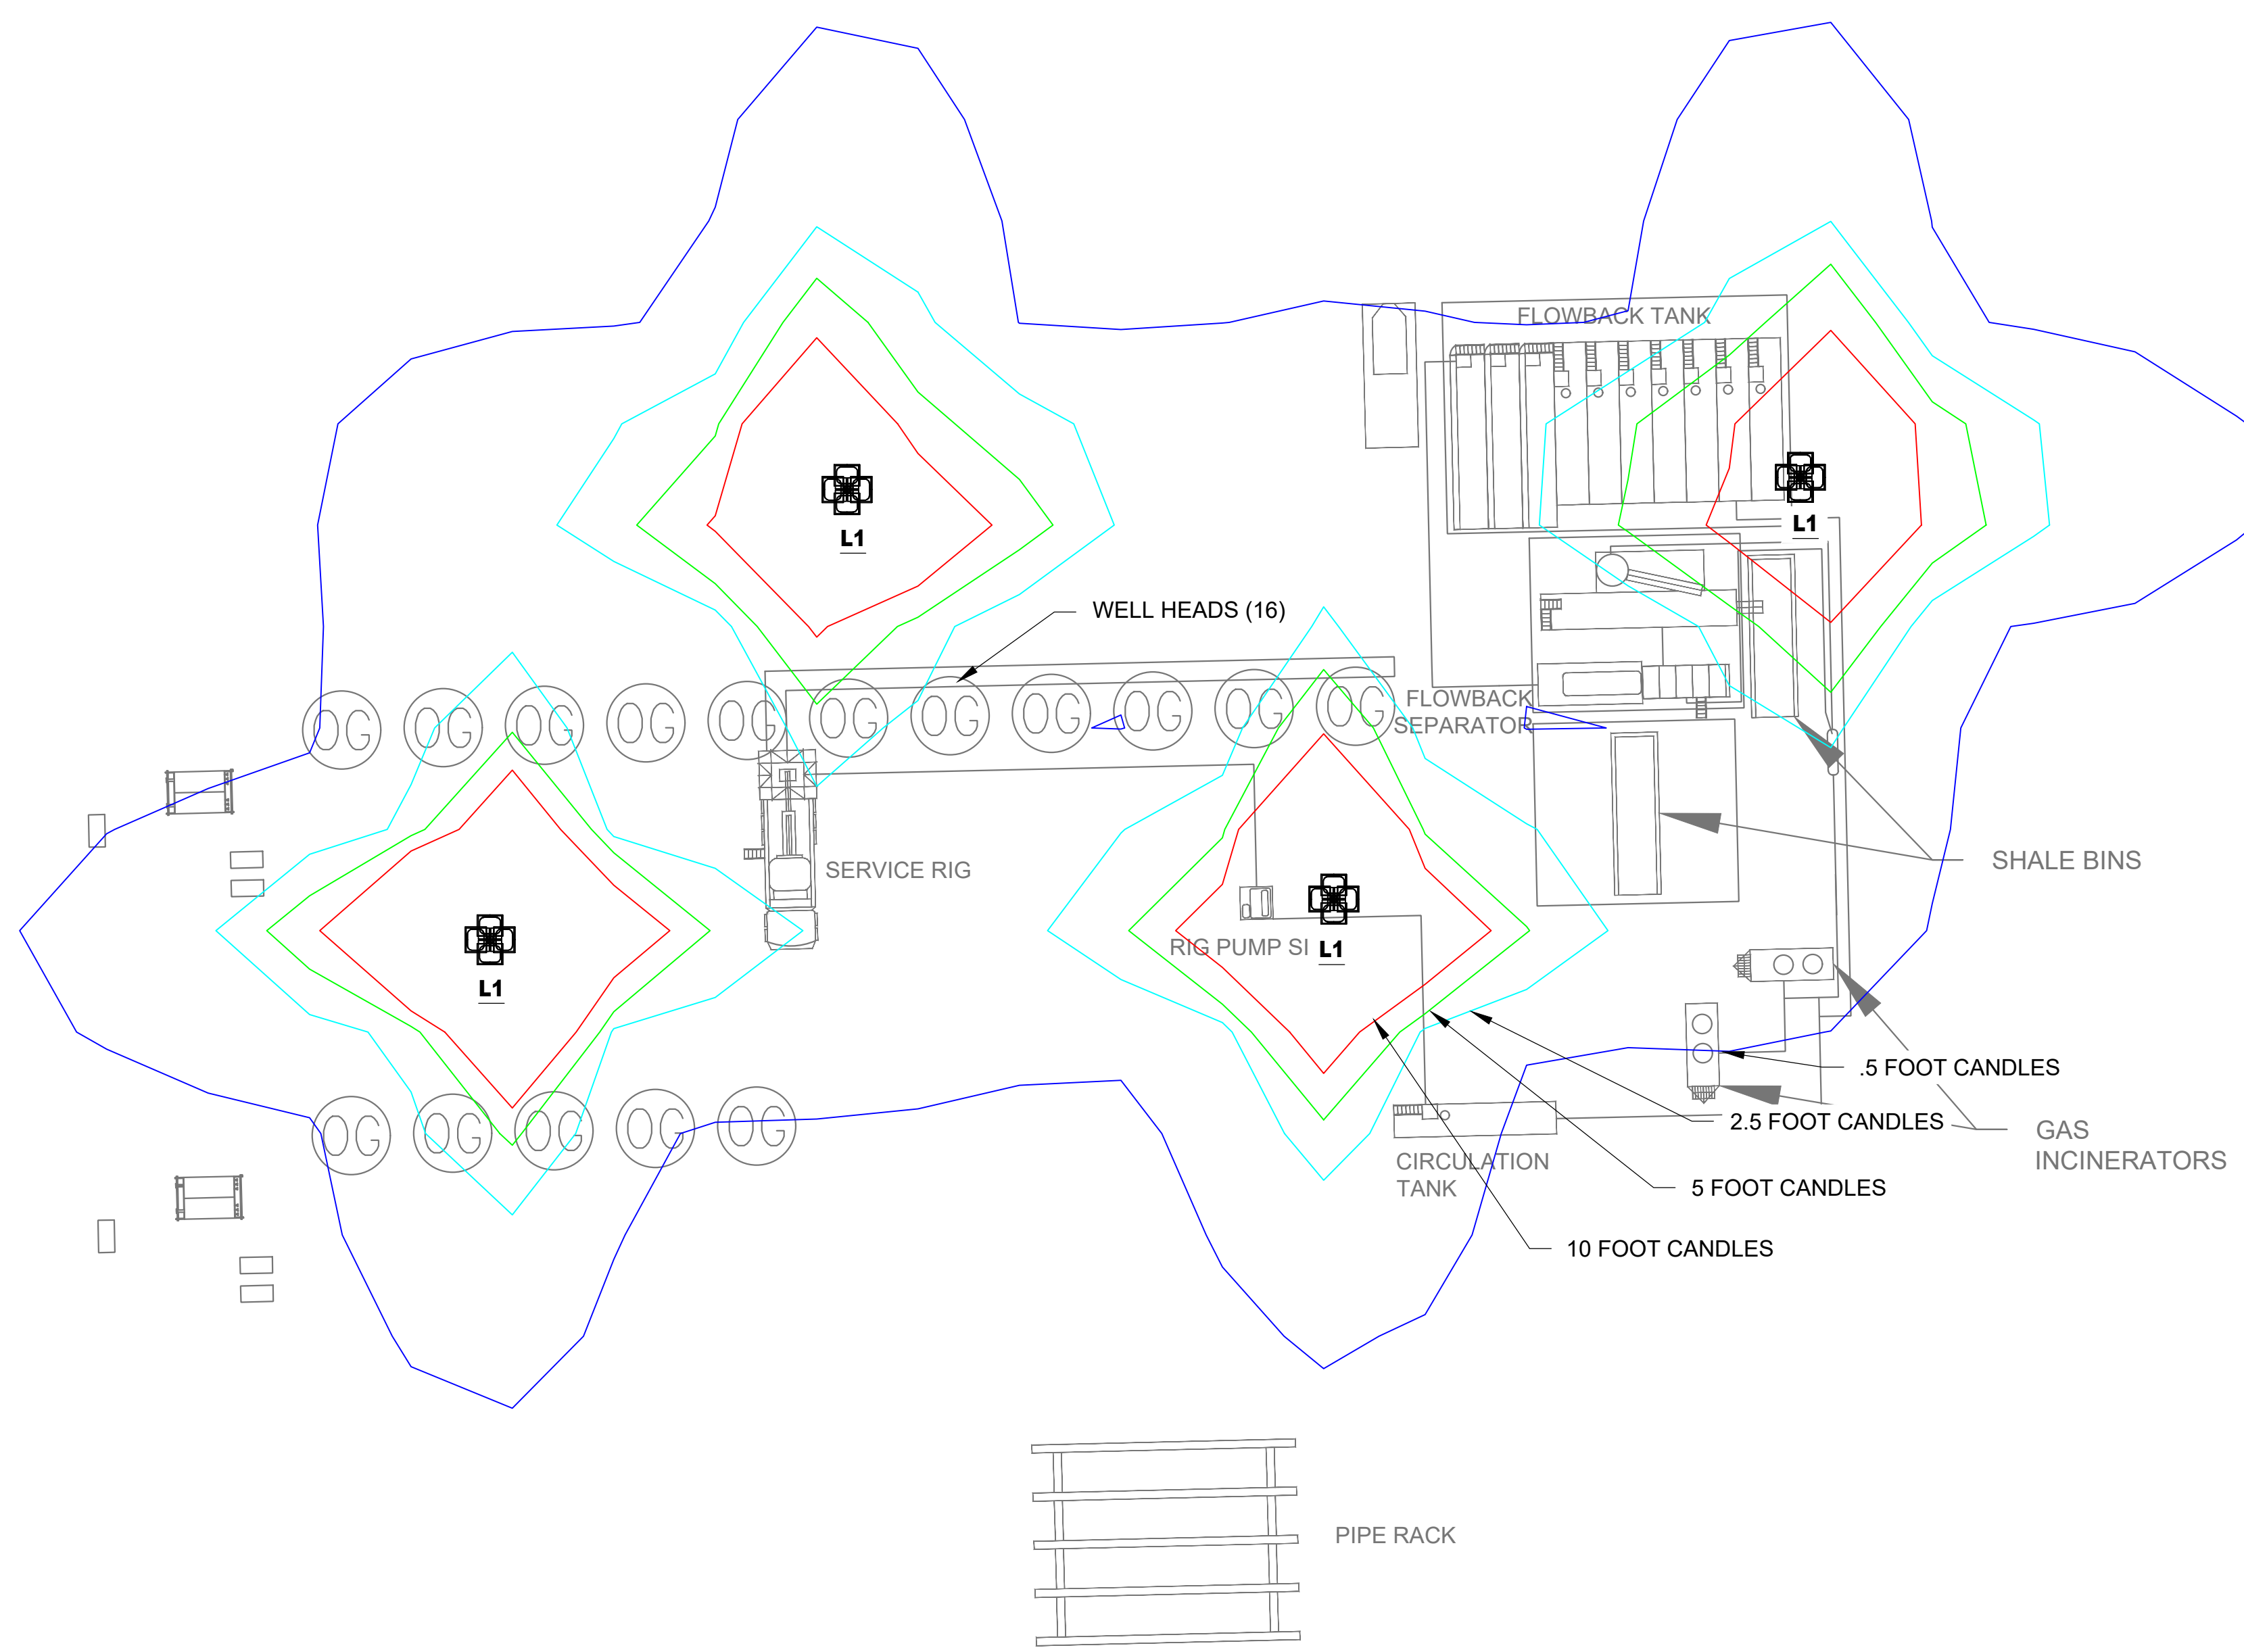 FLOWBACK TANK
L1
L1
WELL HEADS (16)
OG
OG
OG
OG
OG
OG
OG
OG
OG
OG
OG
FLOWBACK
SEPARATOR
SERVICE RIG
SHALE BINS
RIG PUMP SI
L1
L1
.5 FOOT CANDLES
2.5 FOOT CANDLES
GAS
INCINERATORS
OG
OG
OG
OG
OG
CIRCULATION
TANK
5 FOOT CANDLES
10 FOOT CANDLES
PIPE RACK